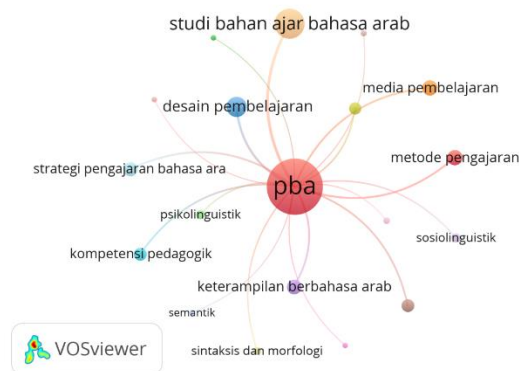 studi bahan ajar bahasa arab
media pembelajaran
desain pembelajaran
metode pengajaran
strategi pengajaran bahasa ara
pba
psikolinguistik
sosiolinguistik
kompetensi pedagogik
keterampilan berbahasa arab
semantik
sintaksis dan morfologi
VOSviewer